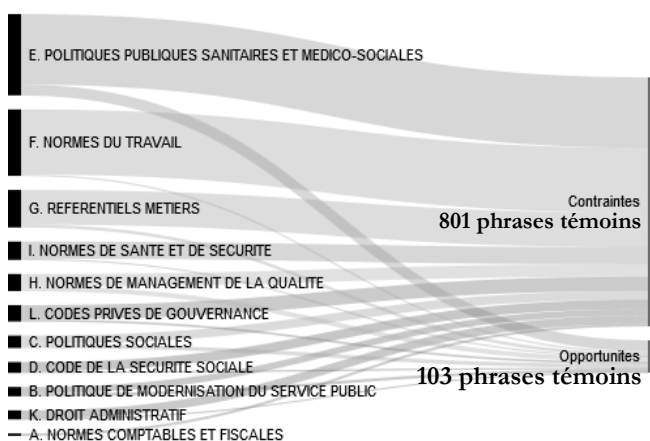 E. POLITIQUES PUBLIQUES SANITAIRES ET MEDICO-SOCIALES
F. NORMES DU TRAVAIL
G. REFERENTIELS METIERS
Contraintes
801 phrases témoins
I. NORMES DE SANTE ET DE SECURITE
H. NORMES DE MANAGEMENT DE LA QUALITE
L. CODES PRIVES DE GOUVERNANCE
C. POLITIQUES SOCIALES
Opportunites
D. CODE DE LA SECURITE SOCIALE
103 phrases témoins
B. POLITIQUE DE MODERNISATION DU SERVICE PUBLIC
K. DROIT ADMINISTRATIF
A. NORMES COMPTABLES ET FISCALES